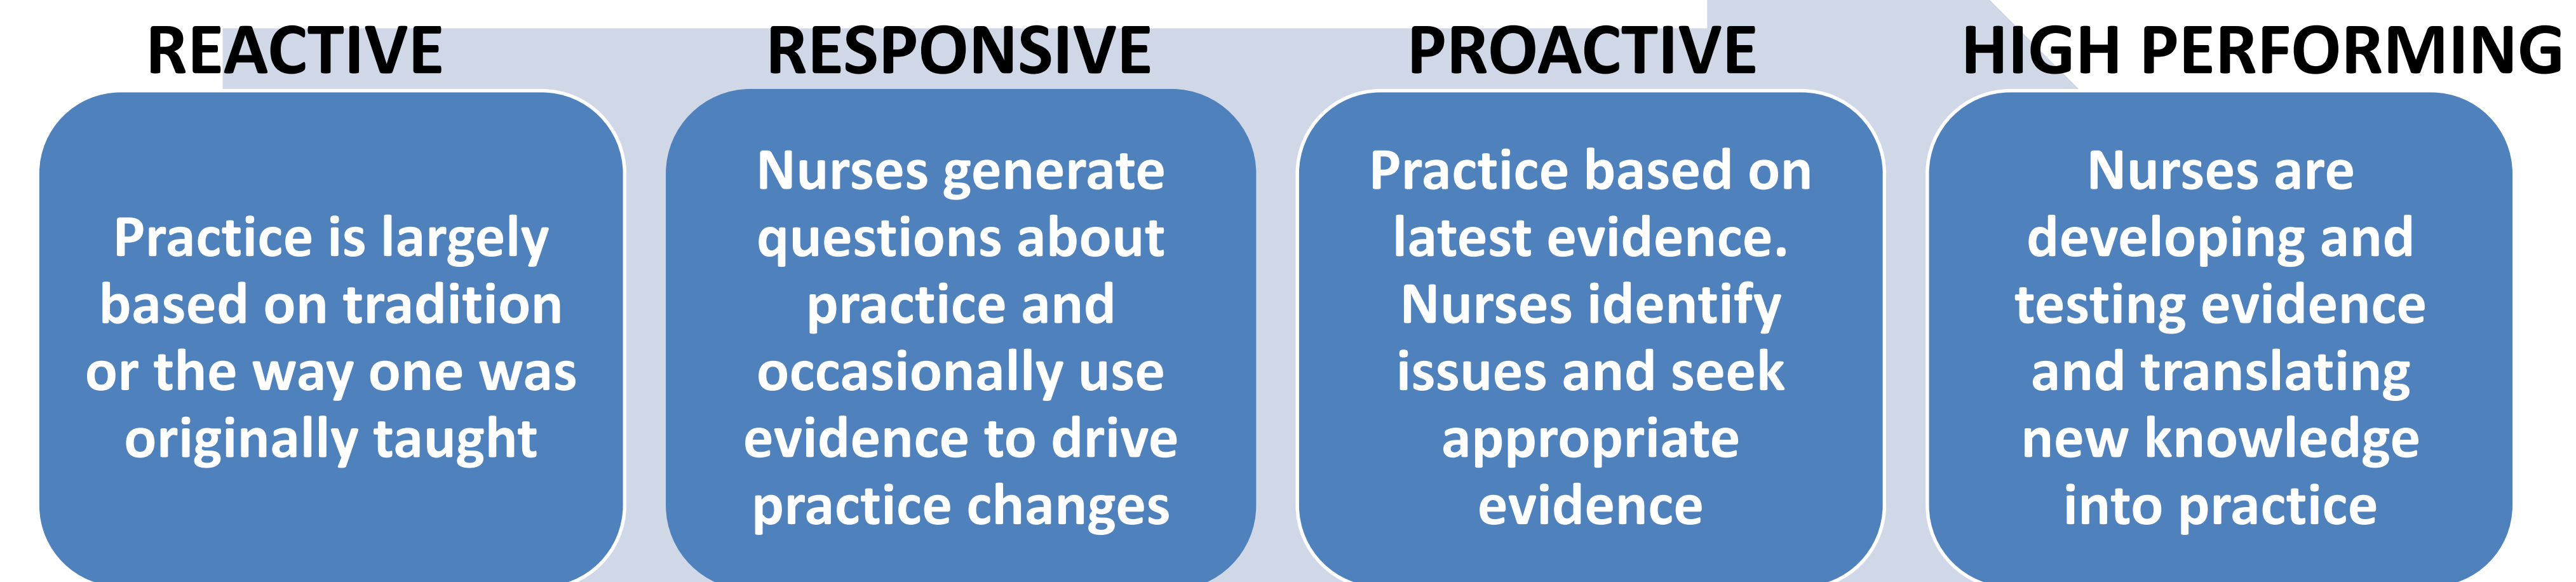 REACTIVE
Practice is largely
based on tradition
or the way one was
originally taught
RESPONSIVE
Nurses generate
questions about
practice and
occasionally use
evidence to drive
practice changes
PROACTIVE
Practice based on
latest evidence.
Nurses identify
issues and seek
appropriate
evidence
HIGH PERFORMING
Nurses are
developing and
testing evidence
and translating
new knowledge
into practice